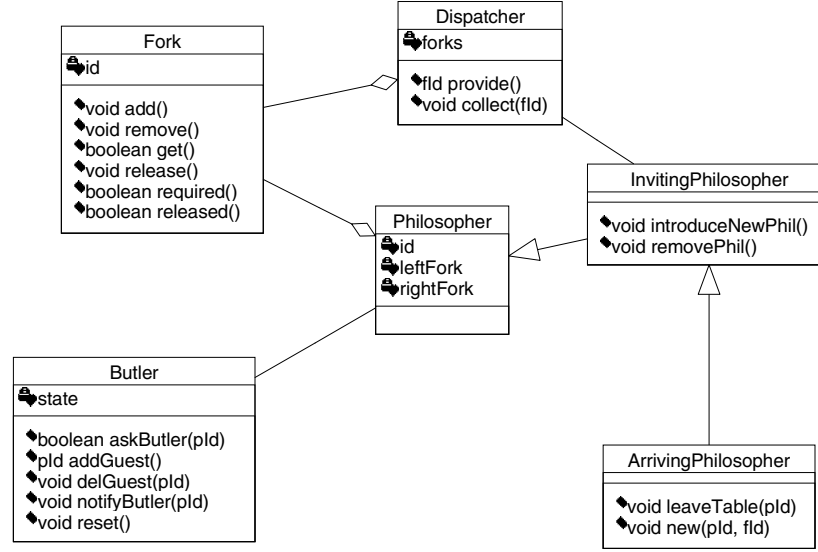 Fork
id
void add()
void remove()
boolean get()
void release()
boolean required()
boolean released()
Dispatcher
forks
fId provide()
void collect(fId)
InvitingPhilosopher
void introduceNewPhil()
void removePhil()
Philosopher
id
leftFork
rightFork
Butler
state
boolean askButler(pId)
pId addGuest()
void delGuest(pId)
void notifyButler(pId)
void reset()
ArrivingPhilosopher
void leaveTable(pId)
void new(pId, fId)